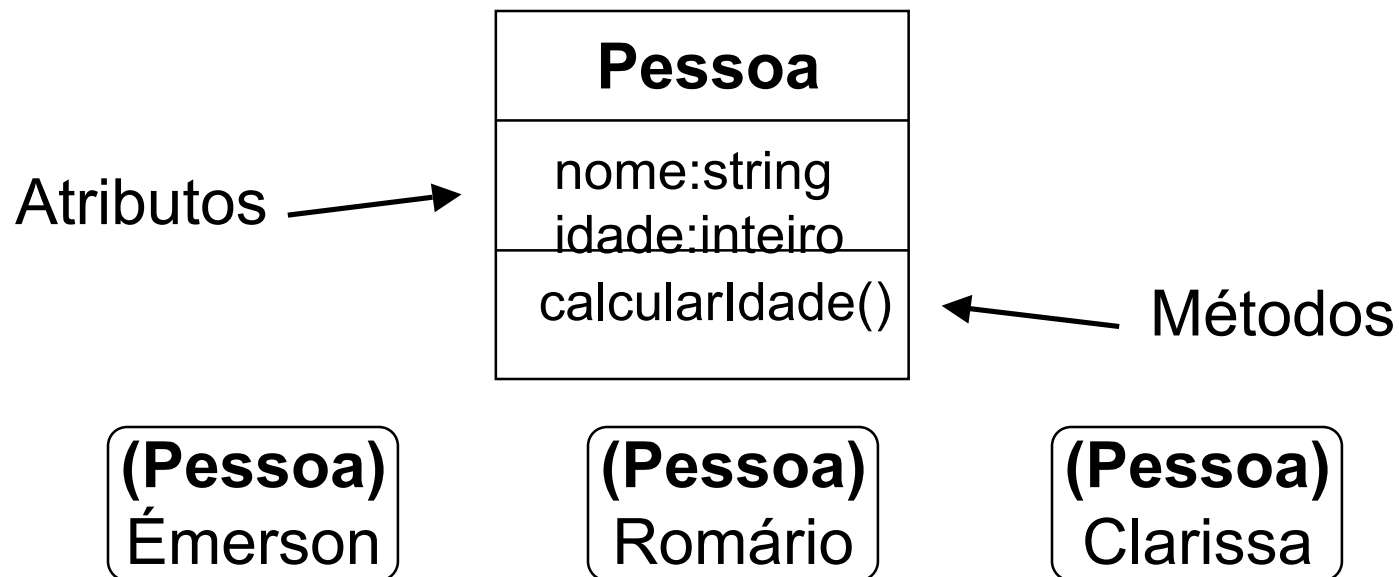 Pessoa
Atributos
nome:string
idade:inteiro
calcularIdade()
Métodos
(Pessoa)
Émerson
(Pessoa)
Romário
(Pessoa)
Clarissa